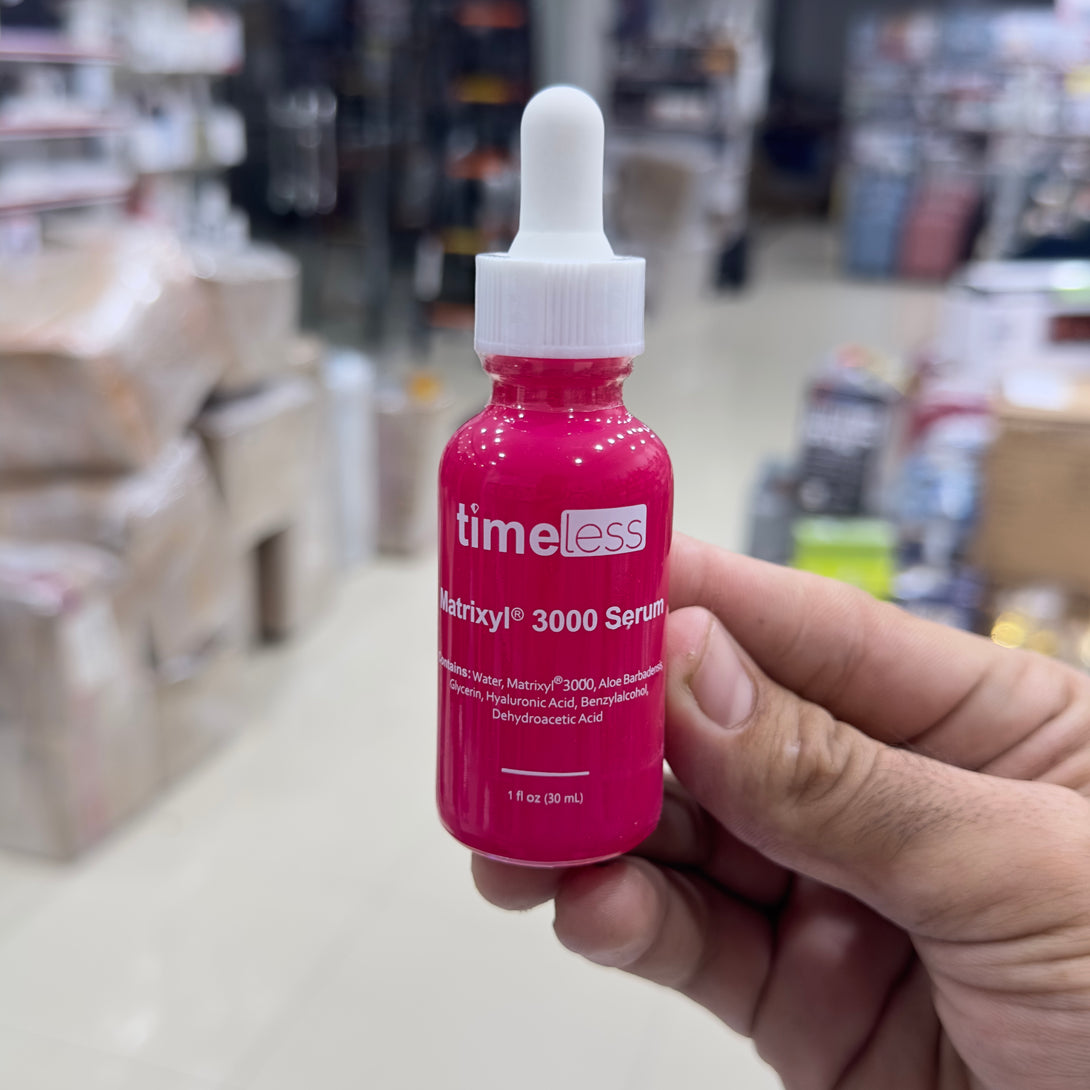 timeless
Matrixyl® 3000 Serum
Contains: Water, Matrixyl®3000, Aloe Barbadensis,
Glycerin, Hyaluronic Acid, Benzylalcohol,
Dehydroacetic Acid
1 fl oz (30 mL)